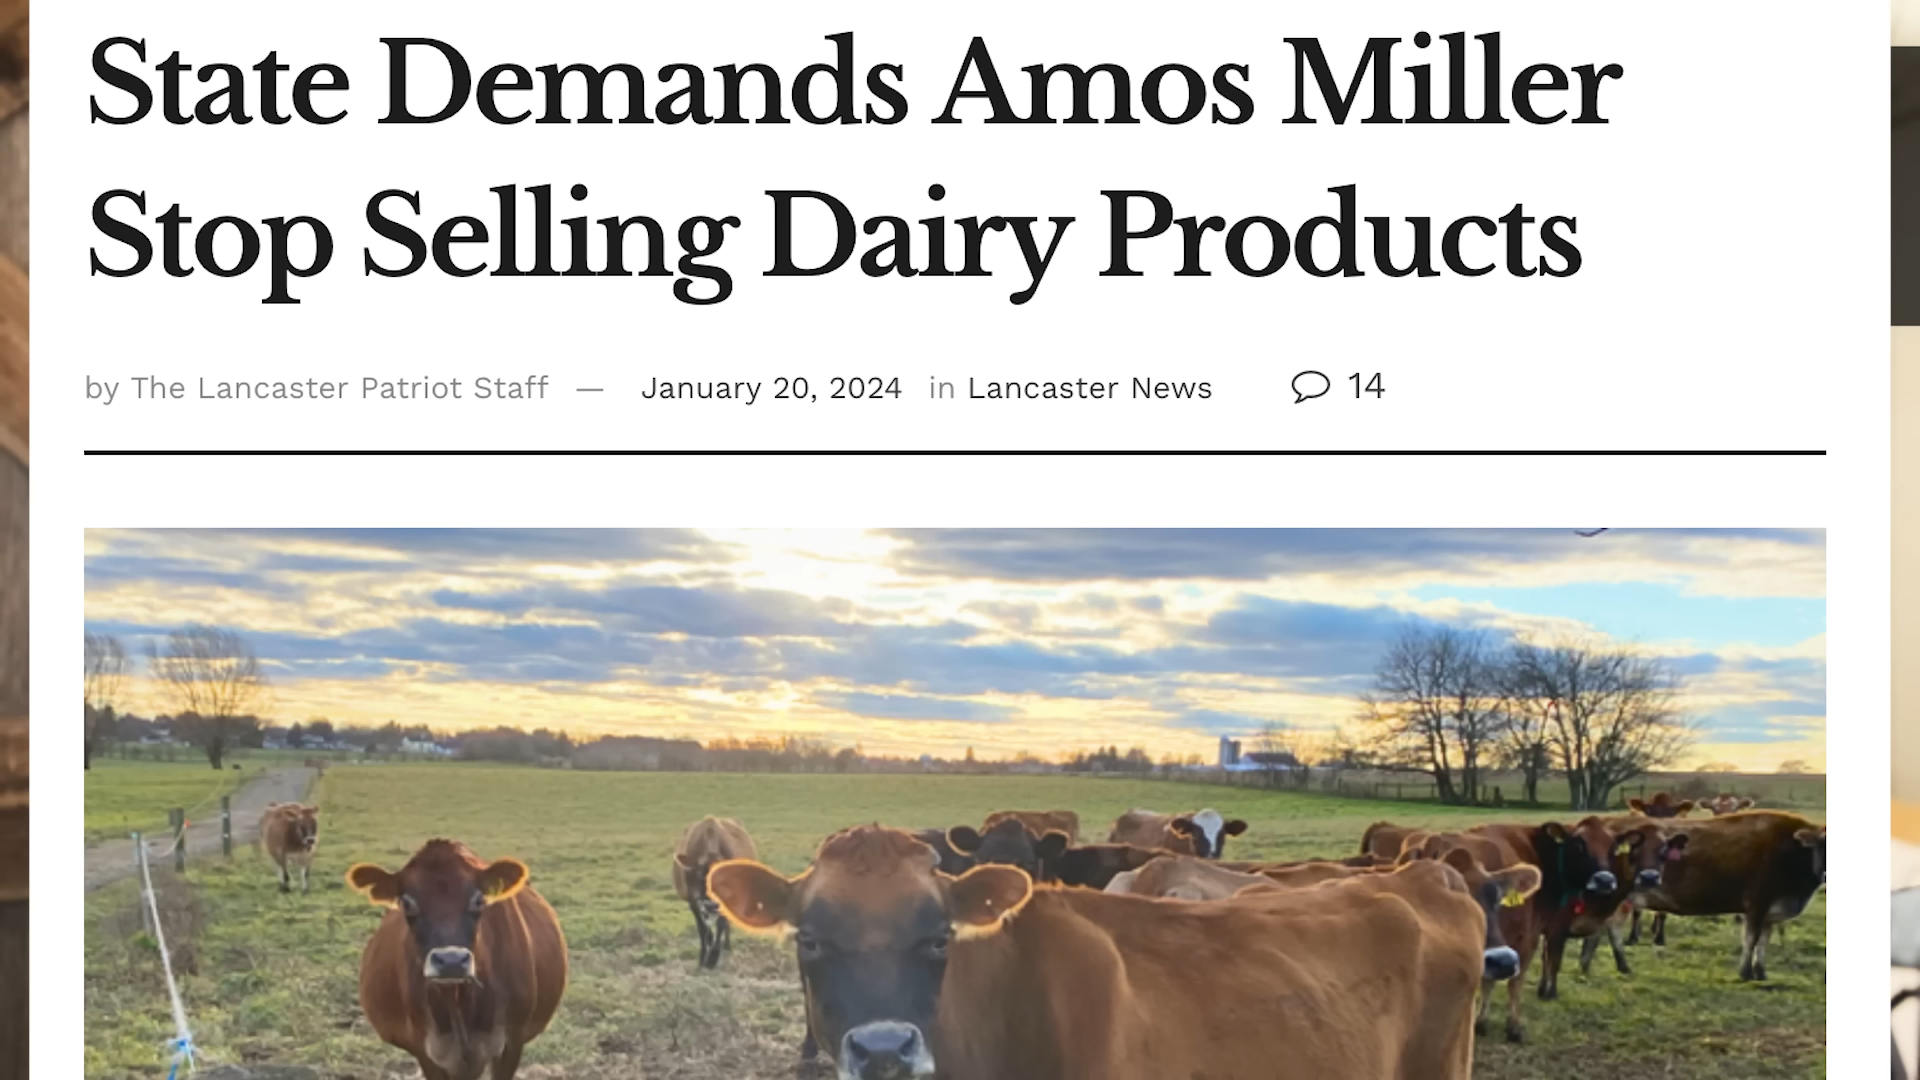 State Demands Amos Miller
Stop Selling Dairy Products
by The Lancaster Patriot Staff — January 20, 2024 in Lancaster News 14